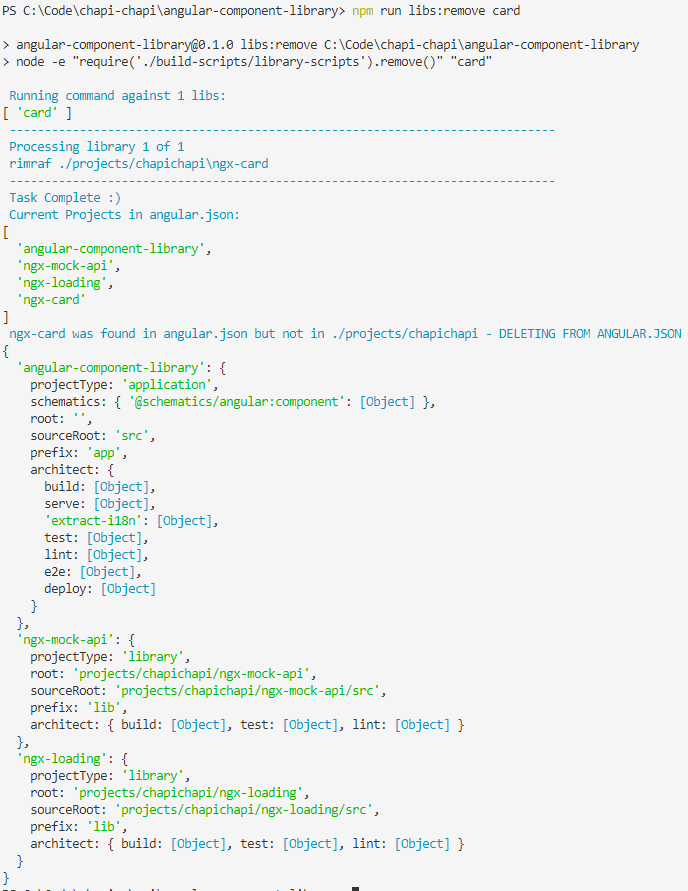 PS C:\Code\chapi-chapi\angular-component-library> npm run libs:remove card
> angular-component-library@0.1.0 libs:remove C:\Code\chapi-chapi\angular-component-library
> node -e "require('./build-scripts/library-scripts').remove()" "card"
Running command against 1 libs:
[ 'card' ]
------------------------------------------------------------------------------
Processing library 1 of 1
rimraf ./projects/chapichapi\ngx-card
------------------------------------------------------------------------------
Task Complete :)
Current Projects in angular.json:
[
  'angular-component-library',
  'ngx-mock-api',
  'ngx-loading',
  'ngx-card'
]
ngx-card was found in angular.json but not in ./projects/chapichapi - DELETING FROM ANGULAR.JSON
{
  'angular-component-library': {
    projectType: 'application',
    schematics: { '@schematics/angular:component': [Object] },
    root: '',
    sourceRoot: 'src',
    prefix: 'app',
    architect: {
      build: [Object],
      serve: [Object],
      'extract-i18n': [Object],
      test: [Object],
      lint: [Object],
      e2e: [Object],
      deploy: [Object]
    }
  },
  'ngx-mock-api': {
    projectType: 'library',
    root: 'projects/chapichapi/ngx-mock-api',
    sourceRoot: 'projects/chapichapi/ngx-mock-api/src',
    prefix: 'lib',
    architect: { build: [Object], test: [Object], lint: [Object] }
  },
  'ngx-loading': {
    projectType: 'library',
    root: 'projects/chapichapi/ngx-loading',
    sourceRoot: 'projects/chapichapi/ngx-loading/src',
    prefix: 'lib',
    architect: { build: [Object], test: [Object], lint: [Object] }
  }
}